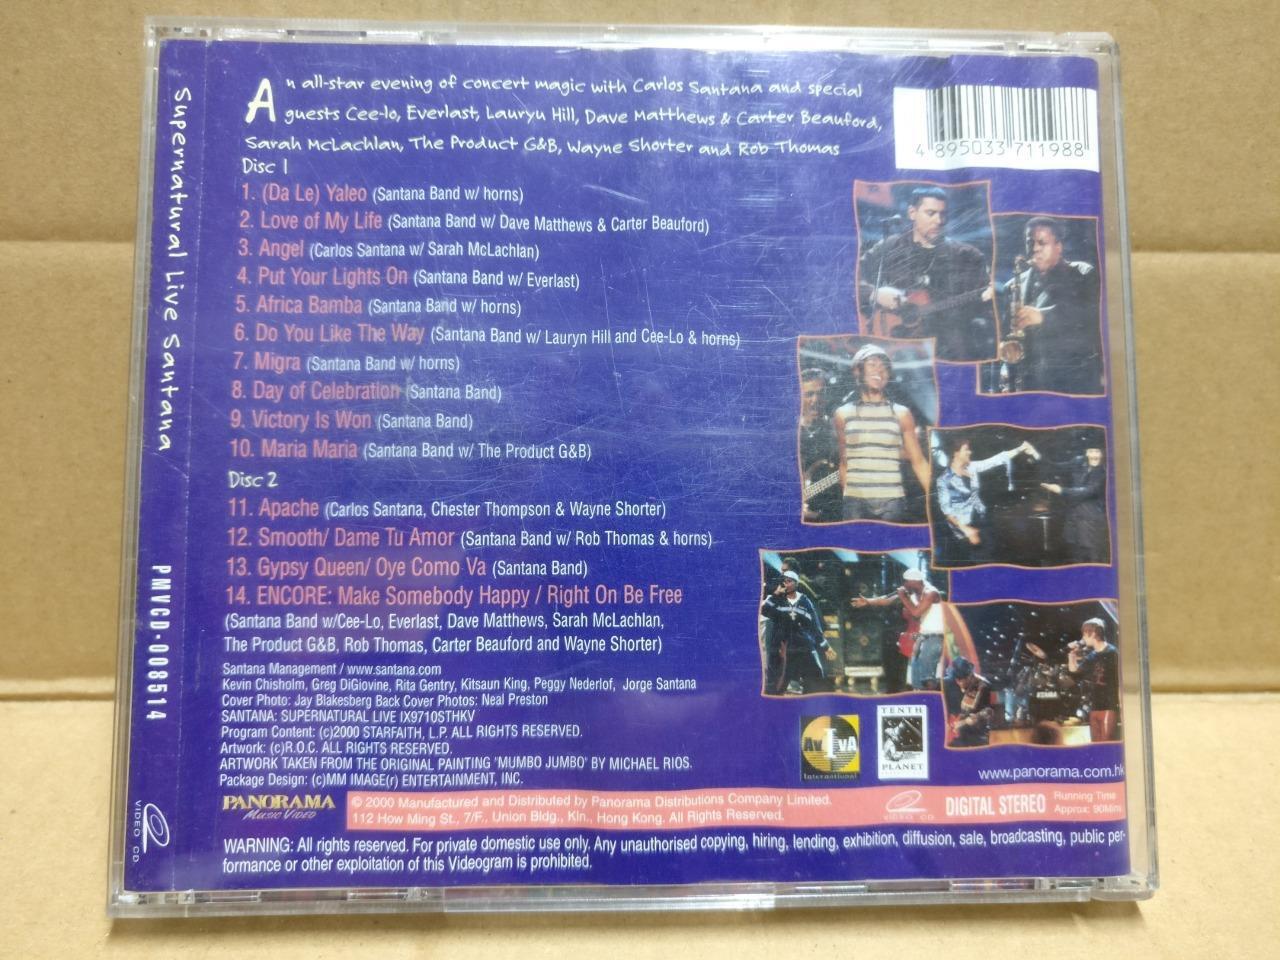 An all-star evening of concert magic with Carlos Santana and special
guests Cee-lo, Everlast, Lauryu Hill, Dave Matthews & Carter Beauford,
Sarah McLachlan, The Product G&B, Wayne Shorter and Rob Thomas
4 895033 711988
Disc 1
1. (Da Le) Yaleo (Santana Band w/ horns)
2. Love of My Life (Santana Band w/ Dave Matthews & Carter Beauford)
3. Angel (Carlos Santana w/ Sarah McLachlan)
4. Put Your Lights On (Santana Band w/ Everlast)
5. Africa Bamba (Santana Band w/ horns)
6. Do You Like The Way (Santana Band w/ Lauryn Hill and Cee-Lo & horns)
7. Migra (Santana Band w/ horns)
8. Day of Celebration (Santana Band)
9. Victory Is Won (Santana Band)
10. Maria Maria (Santana Band w/ The Product G&B)
Disc 2
11. Apache (Carlos Santana, Chester Thompson & Wayne Shorter)
12. Smooth/ Dame Tu Amor (Santana Band w/ Rob Thomas & horns)
13. Gypsy Queen/ Oye Como Va (Santana Band)
14. ENCORE: Make Somebody Happy / Right On Be Free
(Santana Band w/Cee-Lo, Everlast, Dave Matthews, Sarah McLachlan,
The Product G&B, Rob Thomas, Carter Beauford and Wayne Shorter)
Santana Management / www.santana.com
Kevin Chisholm, Greg DiGiovine, Rita Gentry, Kitsaun King, Peggy Nederlof, Jorge Santana
Cover Photo: Jay Blakesberg Back Cover Photos: Neal Preston
SANTANA: SUPERNATURAL LIVE IX9710STHKV
Program Content: (c)2000 STARFAITH, L.P. ALL RIGHTS RESERVED.
Artwork: (c)R.O.C. ALL RIGHTS RESERVED.
ARTWORK TAKEN FROM THE ORIGINAL PAINTING "MUMBO JUMBO" BY MICHAEL RIOS.
Package Design: (c)MM IMAGE(r) ENTERTAINMENT, INC.
AViVA
International
TENTH
PLANET
TAMA
www.panorama.com.hk
PANORAMA
Music Video
© 2000 Manufactured and Distributed by Panorama Distributions Company Limited.
112 How Ming St., 7/F., Union Bldg., Kln., Hong Kong. All Rights Reserved.
VIDEO CD
DIGITAL STEREO
Running Time
Approx: 90Min
WARNING: All rights reserved. For private domestic use only. Any unauthorised copying, hiring, lending, exhibition, diffusion, sale, broadcasting, public per-
formance or other exploitation of this Videogram is prohibited.
Supernatural Live Santana
PMVCD-008514
VIDEO CD